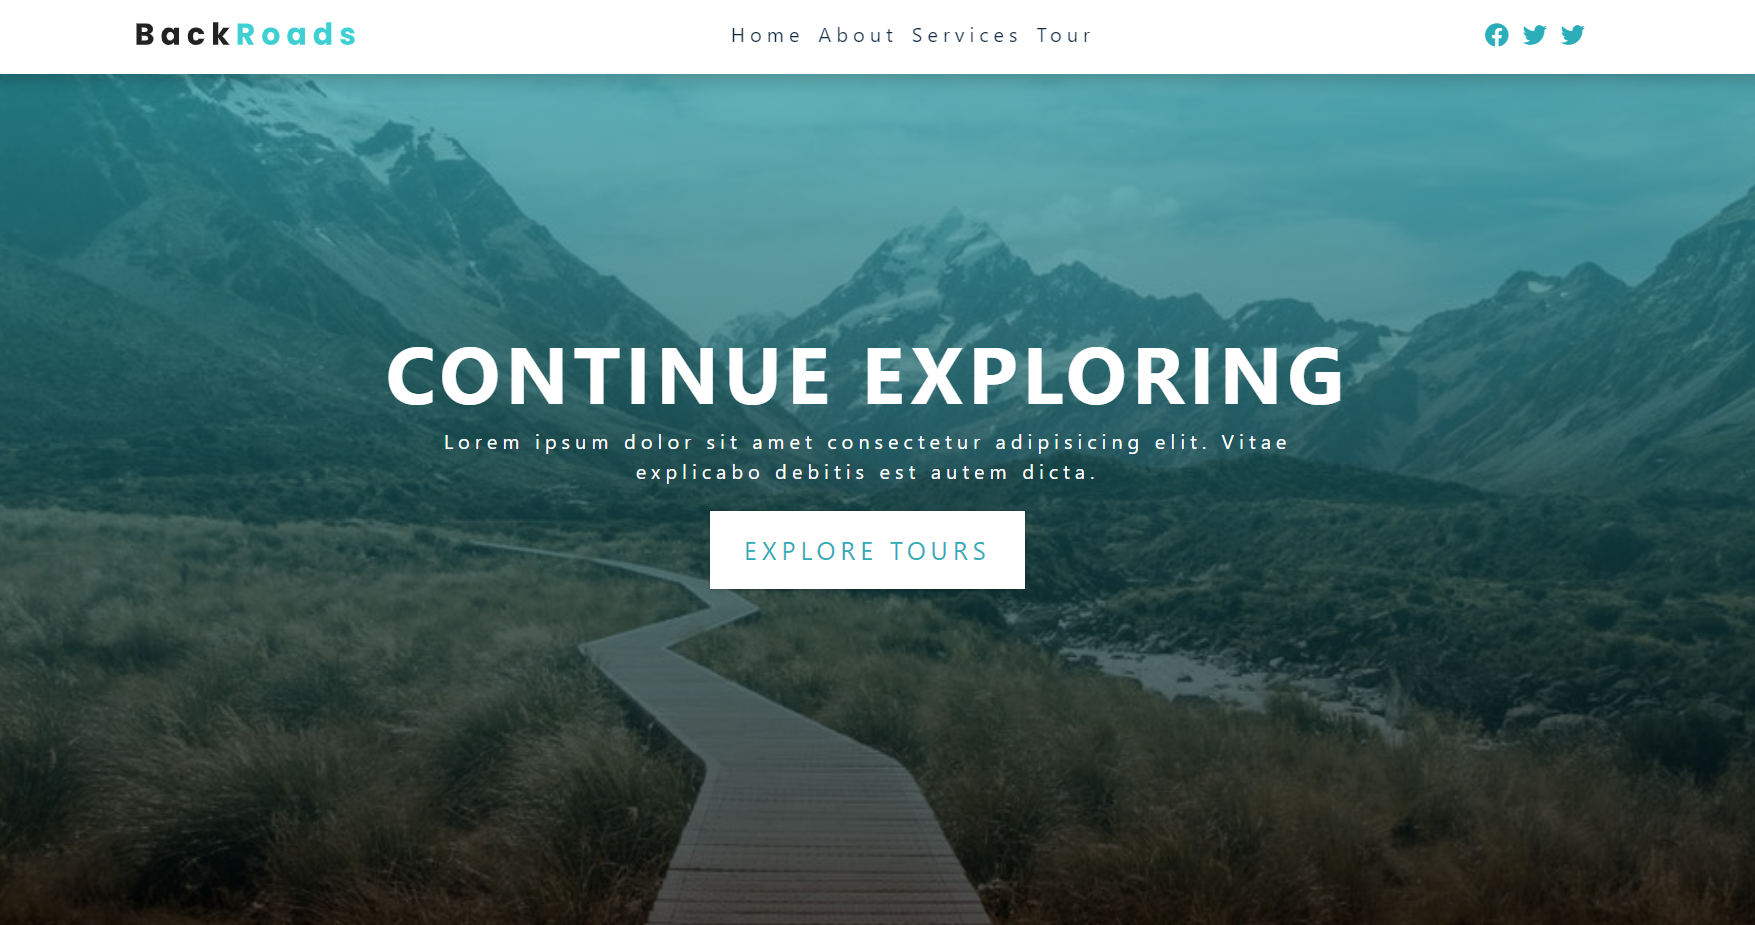 BackRoads
Home About Services Tour
CONTINUE EXPLORING
Lorem ipsum dolor sit amet consectetur adipisicing elit. Vitae
explicabo debitis est autem dicta.
EXPLORE TOURS